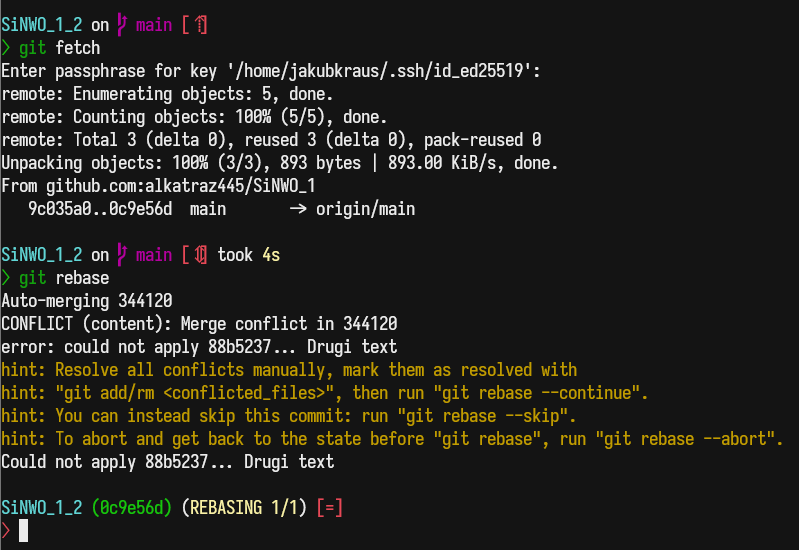 SiNWO_1_2 on main [⇡]
❯ git fetch
Enter passphrase for key '/home/jakubkraus/.ssh/id_ed25519':
remote: Enumerating objects: 5, done.
remote: Counting objects: 100% (5/5), done.
remote: Total 3 (delta 0), reused 3 (delta 0), pack-reused 0
Unpacking objects: 100% (3/3), 893 bytes | 893.00 KiB/s, done.
From github.com:alkatraz445/SiNWO_1
   9c035a0..0c9e56d  main       -> origin/main
SiNWO_1_2 on main [⇕] took 4s
❯ git rebase
Auto-merging 344120
CONFLICT (content): Merge conflict in 344120
error: could not apply 88b5237... Drugi text
hint: Resolve all conflicts manually, mark them as resolved with
hint: "git add/rm <conflicted_files>", then run "git rebase --continue".
hint: You can instead skip this commit: run "git rebase --skip".
hint: To abort and get back to the state before "git rebase", run "git rebase --abort".
Could not apply 88b5237... Drugi text
SiNWO_1_2 (0c9e56d) (REBASING 1/1) [=]
❯